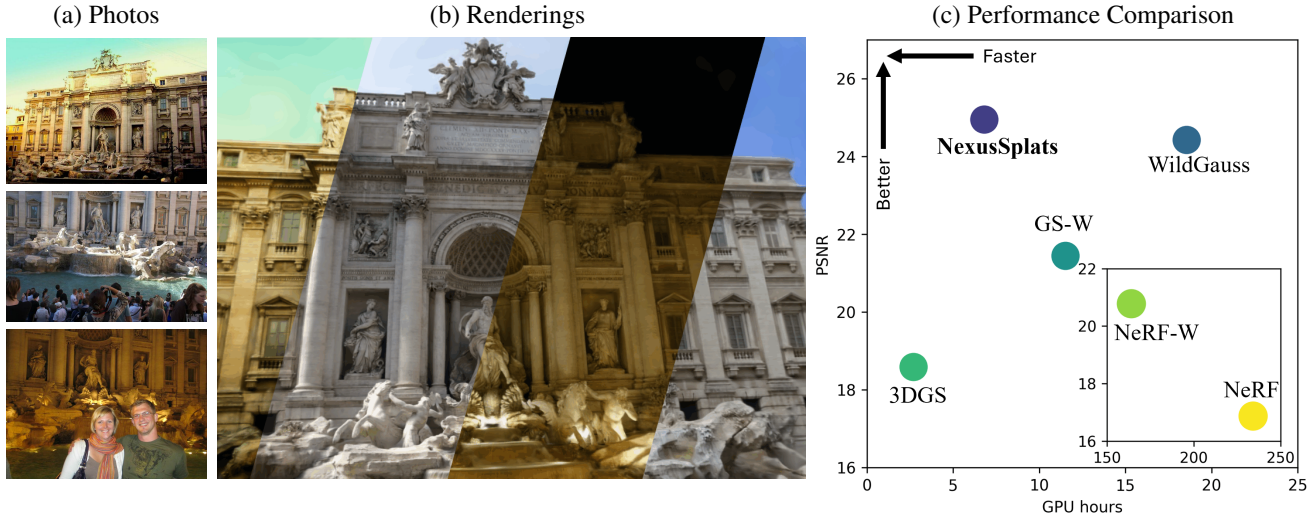 (a) Photos
(b) Renderings
(c) Performance Comparison
Faster
Better
NexusSplats
WildGauss
GS-W
3DGS
NeRF-W
NeRF
22
20
18
16
150
200
250
26
24
22
20
18
16
PSNR
0
5
10
15
20
25
GPU hours